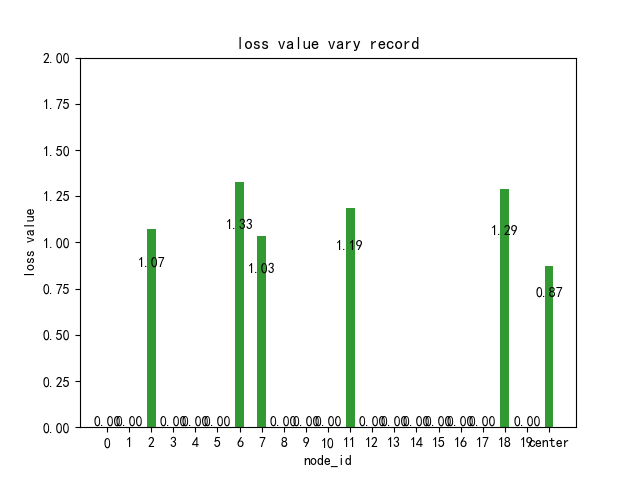 loss value vary record
2.00
1.75
1.50
1.25
1.00
0.75
0.50
0.25
0.00
loss value
0.00 0.00 1.07 0.00 0.00 0.00 1.33 1.03 0.00 0.00 0.00 1.19 0.00 0.00 0.00 0.00 0.00 0.00 1.29 0.00 0.87
0 1 2 3 4 5 6 7 8 9 10 11 12 13 14 15 16 17 18 19 center
node_id